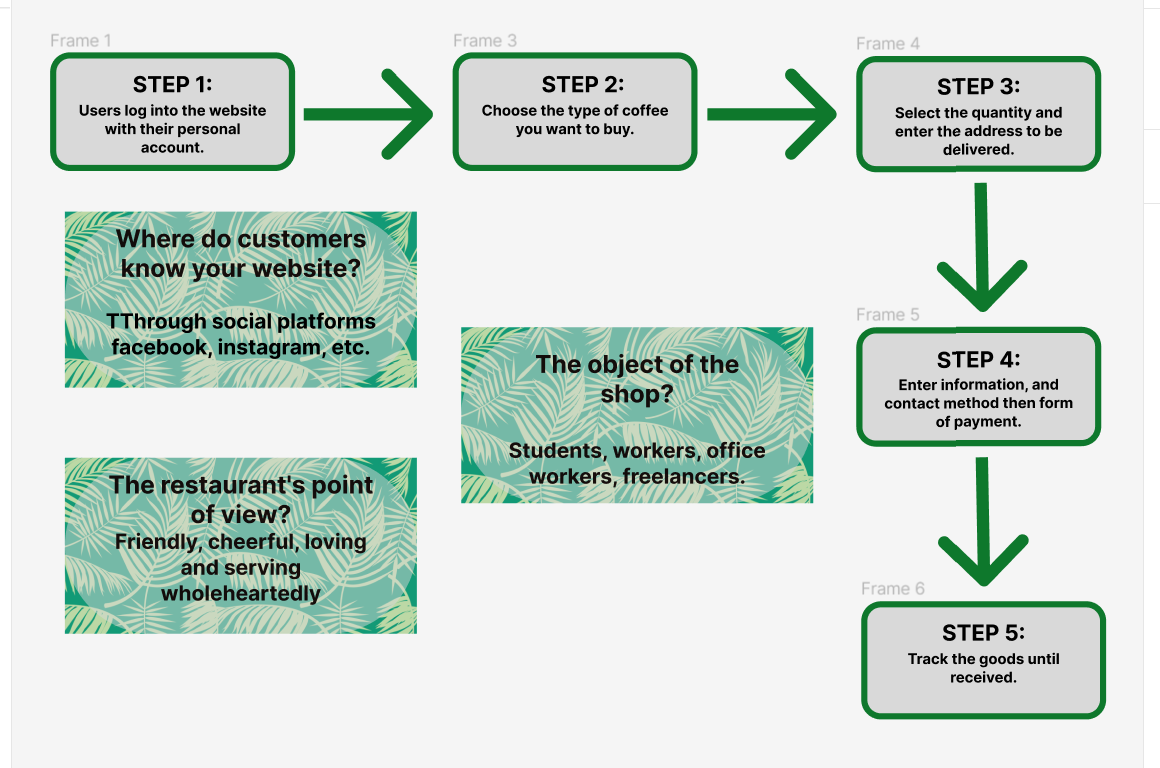 Frame 1
STEP 1:
Users log into the website
with their personal
account.
Frame 3
STEP 2:
Choose the type of coffee
you want to buy.
Frame 4
STEP 3:
Select the quantity and
enter the address to be
delivered.
Where do customers
know your website?
TThrough social platforms
facebook, instagram, etc.
The object of the
shop?
Students, workers, office
workers, freelancers.
Frame 5
STEP 4:
Enter information, and
contact method then form
of payment.
The restaurant's point
of view?
Friendly, cheerful, loving
and serving
wholeheartedly
Frame 6
STEP 5:
Track the goods until
received.